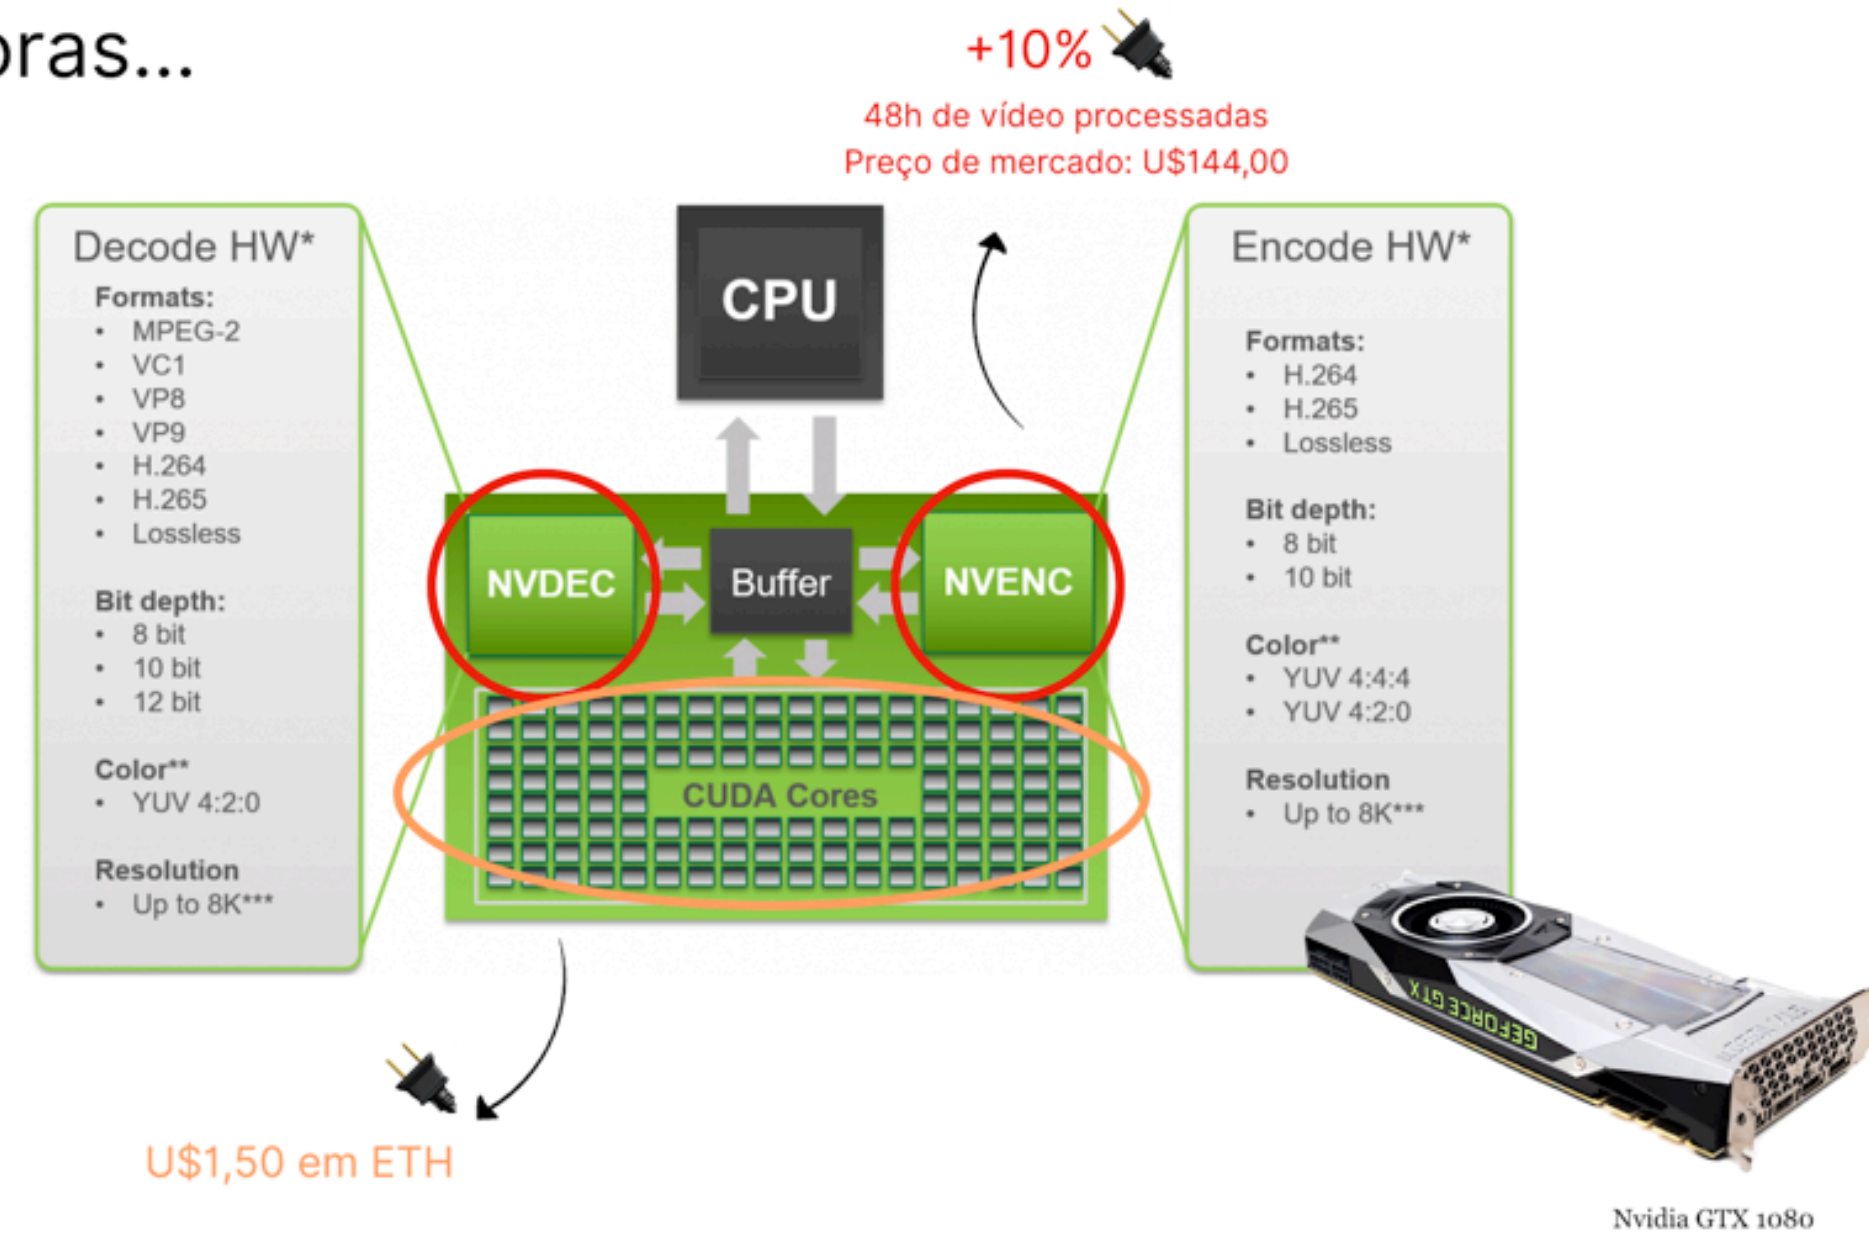 oras...
+10%
48h de vídeo processadas
Preço de mercado: U$144,00
Decode HW*
Formats:
• MPEG-2
• VC1
• VP8
• VP9
• H.264
• H.265
• Lossless
Bit depth:
• 8 bit
• 10 bit
• 12 bit
Color**
• YUV 4:2:0
Resolution
• Up to 8K***
CPU
NVDEC
Buffer
NVENC
CUDA Cores
Encode HW*
Formats:
• H.264
• H.265
• Lossless
Bit depth:
• 8 bit
• 10 bit
Color**
• YUV 4:4:4
• YUV 4:2:0
Resolution
• Up to 8K***
GEFORCE GTX
U$1,50 em ETH
Nvidia GTX 1080